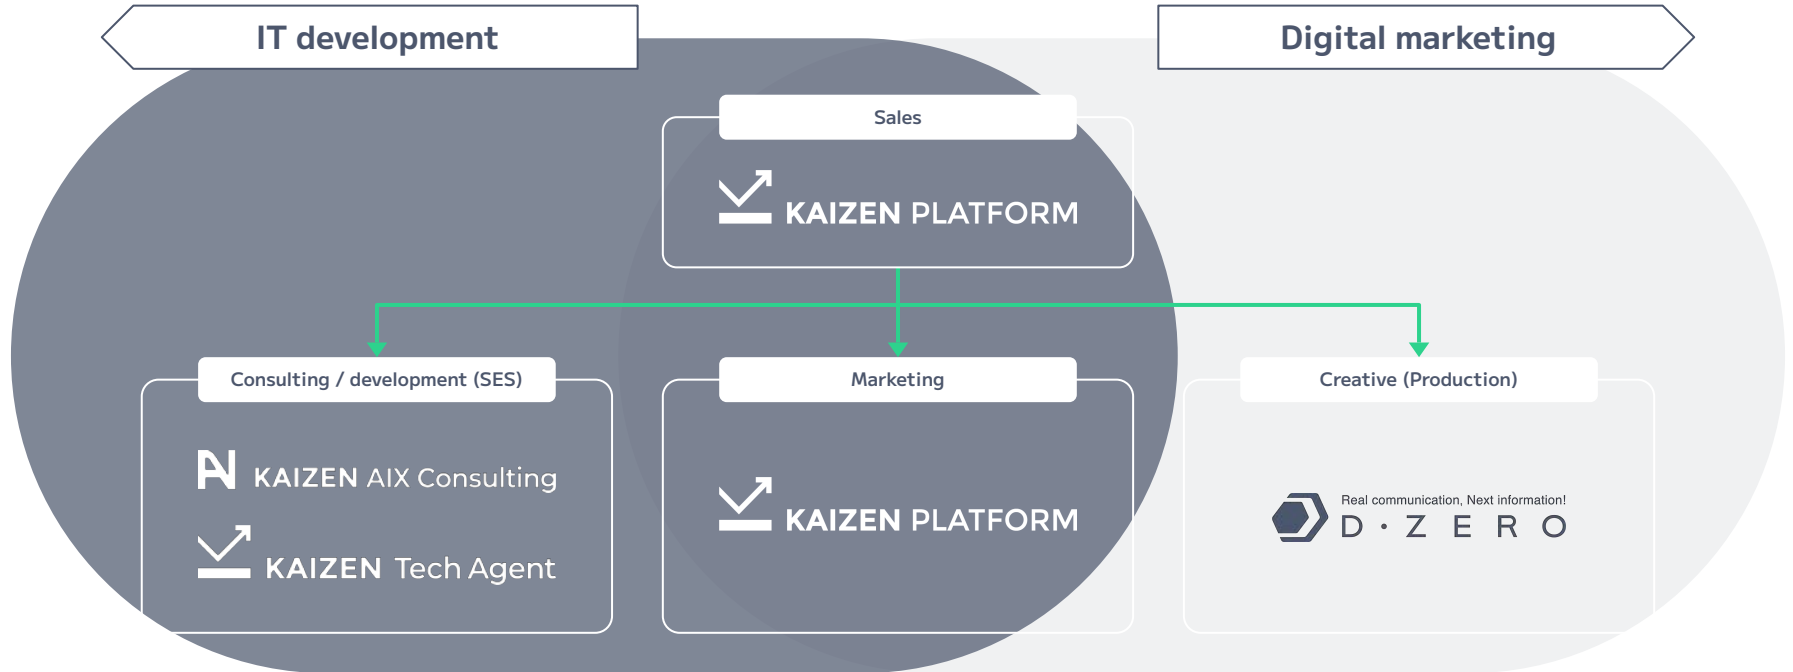 IT development
Digital marketing
Sales
KAIZEN PLATFORM
Consulting / development (SES)
Marketing
Creative (Production)
KAIZEN AIX Consulting
KAIZEN Tech Agent
KAIZEN PLATFORM
Real communication, Next information!
D・ZERO